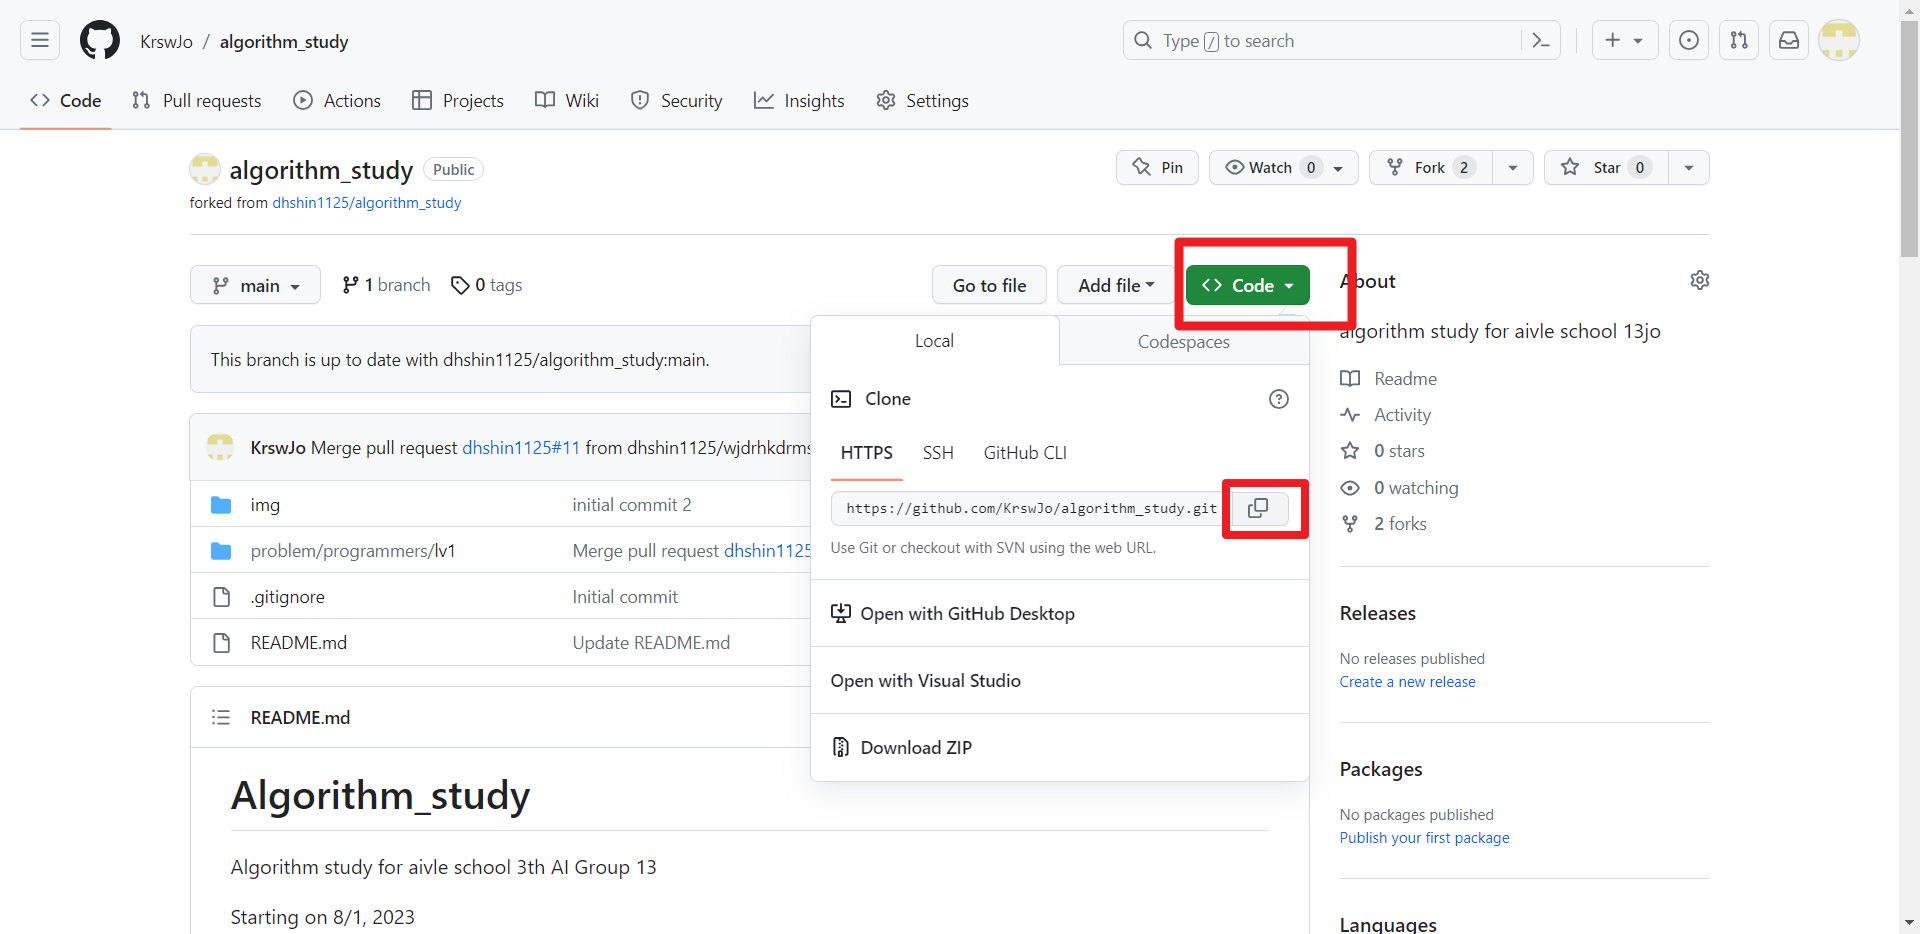 KrswJo / algorithm_study
Type / to search
Code
Pull requests
Actions
Projects
Wiki
Security
Insights
Settings
algorithm_study Public
Pin
Watch 0
Fork 2
Star 0
forked from dhshin1125/algorithm_study
main
1 branch
0 tags
Go to file
Add file
Code
About
algorithm study for aivle school 13jo
Readme
Activity
0 stars
0 watching
2 forks
This branch is up to date with dhshin1125/algorithm_study:main.
KrswJo Merge pull request dhshin1125#11 from dhshin1125/wjdrhkdrms
img initial commit 2
problem/programmers/lv1 Merge pull request dhshin1125
.gitignore Initial commit
README.md Update README.md
Local
Codespaces
Clone
HTTPS
SSH
GitHub CLI
https://github.com/KrswJo/algorithm_study.git
Use Git or checkout with SVN using the web URL.
Open with GitHub Desktop
Open with Visual Studio
Download ZIP
Releases
No releases published
Create a new release
Packages
No packages published
Publish your first package
Languages
README.md
Algorithm_study
Algorithm study for aivle school 3th AI Group 13
Starting on 8/1, 2023